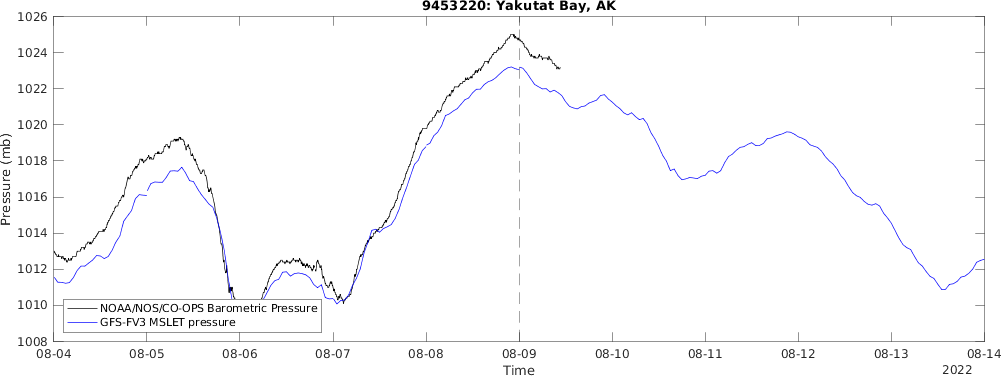 9453220: Yakutat Bay, AK
1026
1024
1022
1020
1018
1016
1014
1012
1010
1008
Pressure (mb)
NOAA/NOS/CO-OPS Barometric Pressure
GFS-FV3 MSLET pressure
08-04 08-05 08-06 08-07 08-08 08-09 08-10 08-11 08-12 08-13 08-14
Time
2022